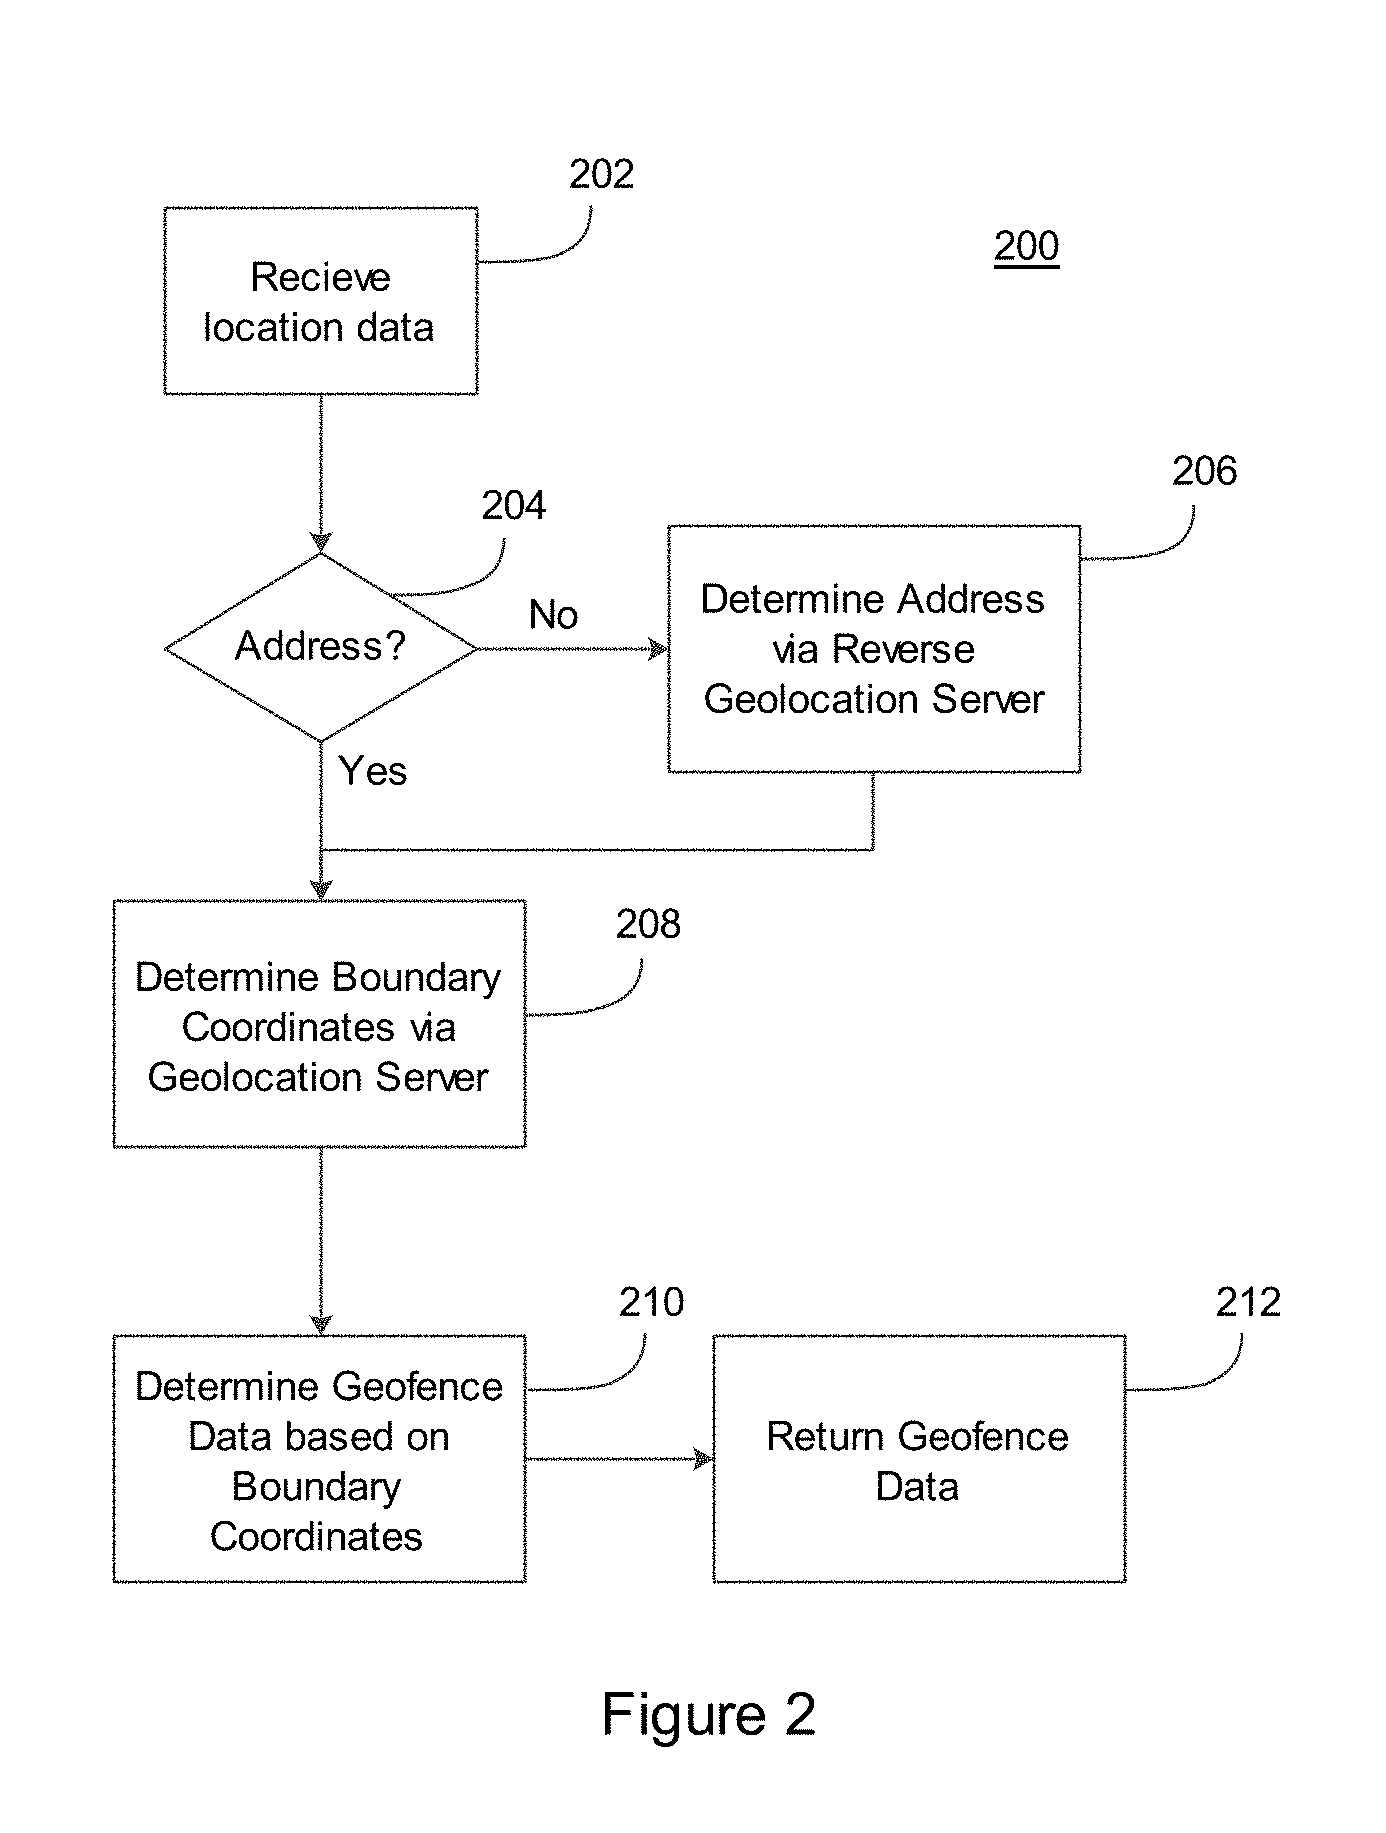 202
200
Recieve
location data
206
204
Address?
No
Determine Address
via Reverse
Geolocation Server
Yes
208
Determine Boundary
Coordinates via
Geolocation Server
210
212
Determine Geofence
Data based on
Boundary
Coordinates
Return Geofence
Data
Figure 2